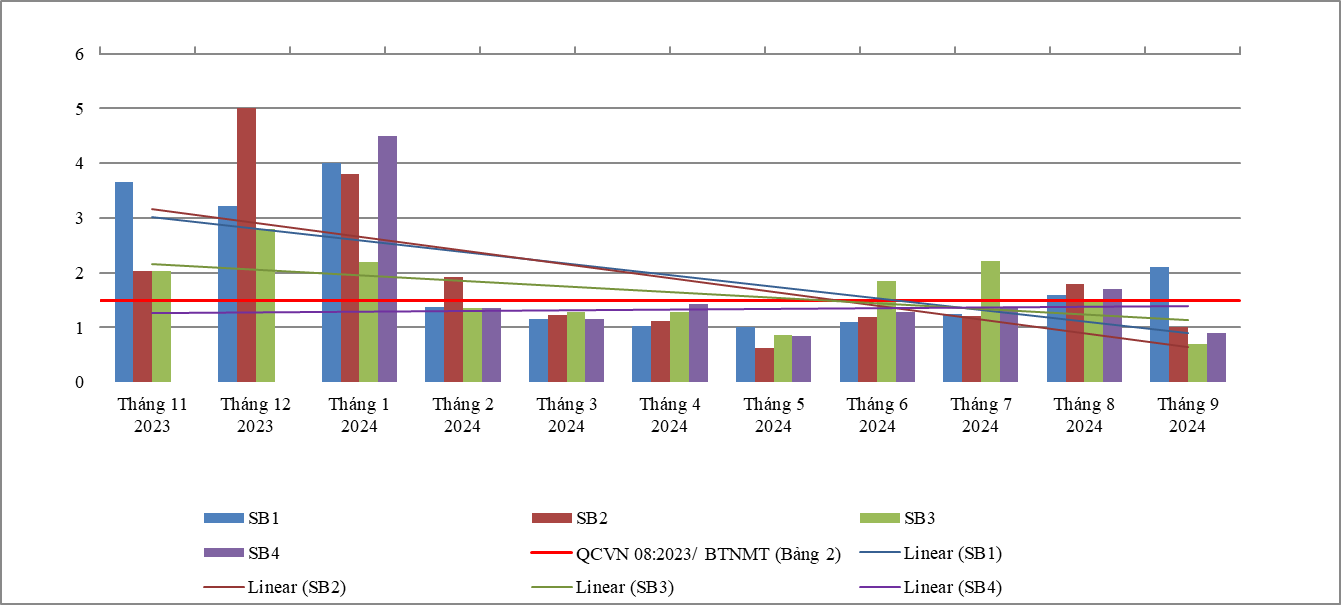 6
5
4
3
2
1
0
Tháng 11 2023
Tháng 12 2023
Tháng 1 2024
Tháng 2 2024
Tháng 3 2024
Tháng 4 2024
Tháng 5 2024
Tháng 6 2024
Tháng 7 2024
Tháng 8 2024
Tháng 9 2024
SB1 SB2 SB3
SB4 QCVN 08:2023/ BTNMT (Bảng 2) Linear (SB1)
Linear (SB2) Linear (SB3) Linear (SB4)